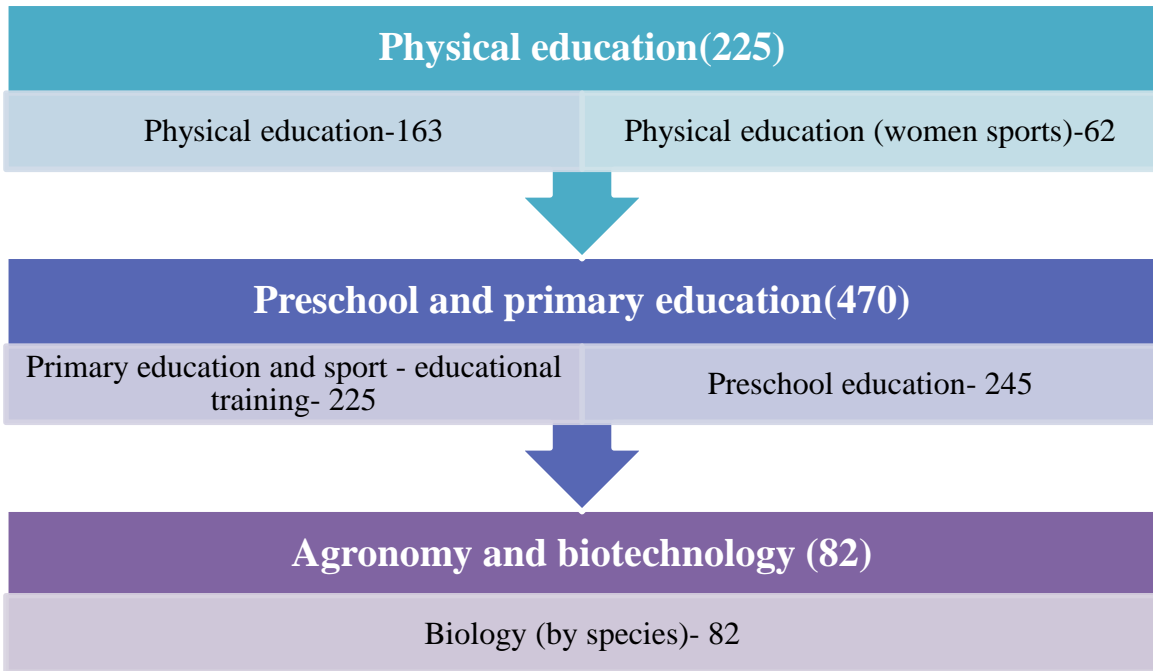 Physical education(225)
Physical education-163
Physical education (women sports)-62
Preschool and primary education(470)
Primary education and sport - educational
training- 225
Preschool education- 245
Agronomy and biotechnology (82)
Biology (by species)- 82